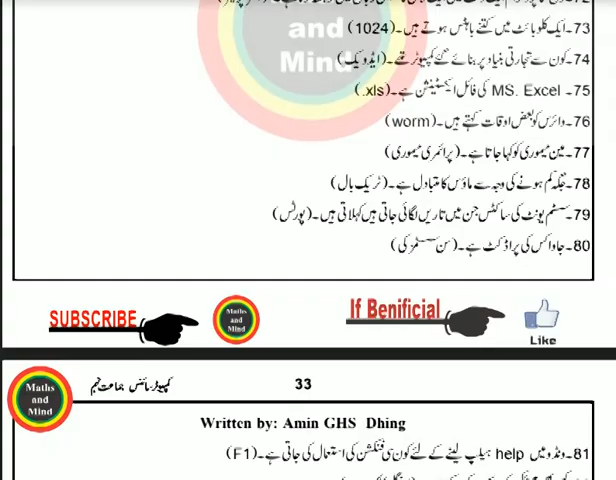 73۔ ایک کلو بائٹ میں کتنے بائٹس ہوتے ہیں۔ (1024)
74۔ کون سے تجارتی بنیاد پر بنائے گئے کمپیوٹر تھے۔ (ایڈویک)
75۔ MS. Excel کی فائل ایکسٹینشن ہے۔ (.xls)
76۔ وائرس کو بعض اوقات کہتے ہیں۔ (worm)
77۔ مین میموری کو کہا جاتا ہے۔ (پرائمری میموری)
78۔ جگہ کم ہونے کی وجہ سے ماؤس کا متبادل ہے۔ (ٹریک بال)
79۔ سسٹم یونٹ کی ساکٹس جن میں تاریں لگائی جاتی ہیں کہلاتی ہیں۔ (پورٹس)
80۔ جاوا کس کی پراڈکٹ ہے۔ (سن سسٹمز کی)
and
Mind
SUBSCRIBE
Maths
and
Mind
If Benificial
Like
Maths
and
Mind
کمپیوٹر سائنس جماعت نہم
33
Written by: Amin GHS Dhing
81۔ ونڈو میں help ہیلپ لینے کے لئے کون سی فنکشن کی استعمال کی جاتی ہے۔ (F1)